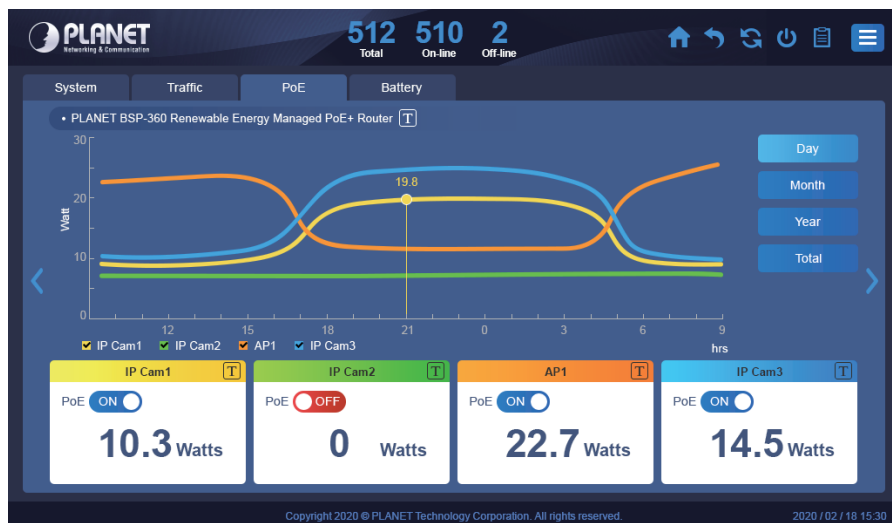 PLANET
Networking & Communication
512 510 2
Total On-line Off-line
System Traffic PoE Battery
• PLANET BSP-360 Renewable Energy Managed PoE+ Router T
Day
Month
Year
Total
Watt
30
20
10
0
19.8
12 15 18 21 0 3 6 9
hrs
IP Cam1 IP Cam2 AP1 IP Cam3
IP Cam1 T IP Cam2 T AP1 T IP Cam3 T
PoE ON PoE OFF PoE ON PoE ON
10.3 Watts 0 Watts 22.7 Watts 14.5 Watts
Copyright 2020 © PLANET Technology Corporation. All rights reserved. 2020 / 02 / 18 15:30